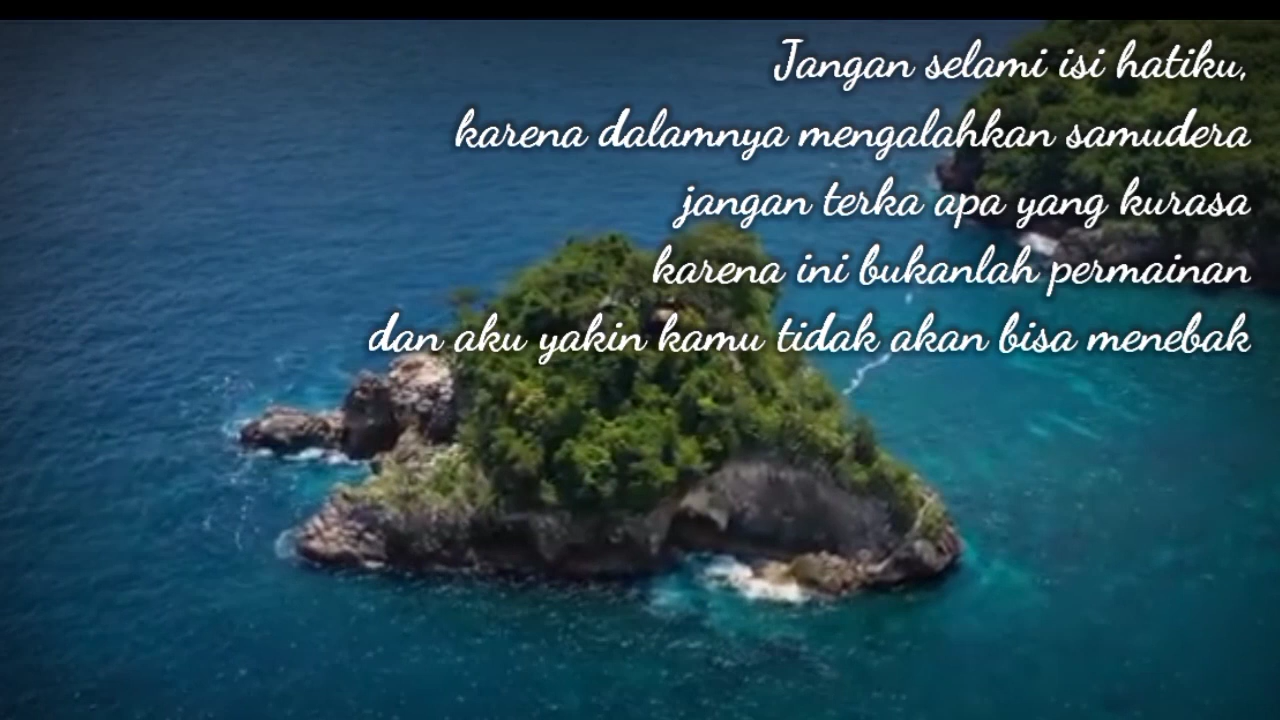 Jangan selami isi hatiku,
karena dalamnya mengalahkan samudera
jangan terka apa yang kurasa
karena ini bukanlah permainan
dan aku yakin kamu tidak akan bisa menebak